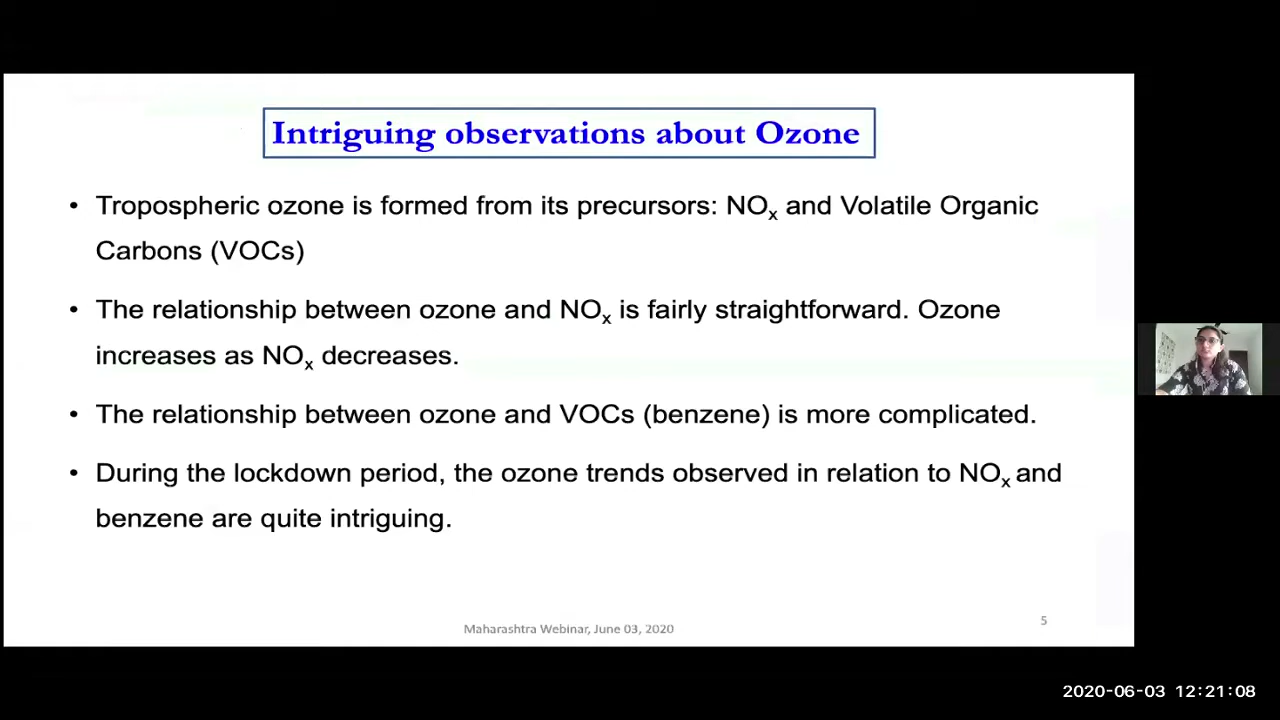 Intriguing observations about Ozone
• Tropospheric ozone is formed from its precursors: NOx and Volatile Organic
Carbons (VOCs)
• The relationship between ozone and NOx is fairly straightforward. Ozone
increases as NOx decreases.
• The relationship between ozone and VOCs (benzene) is more complicated.
• During the lockdown period, the ozone trends observed in relation to NOx and
benzene are quite intriguing.
Maharashtra Webinar, June 03, 2020
5
2020-06-03 12:21:08